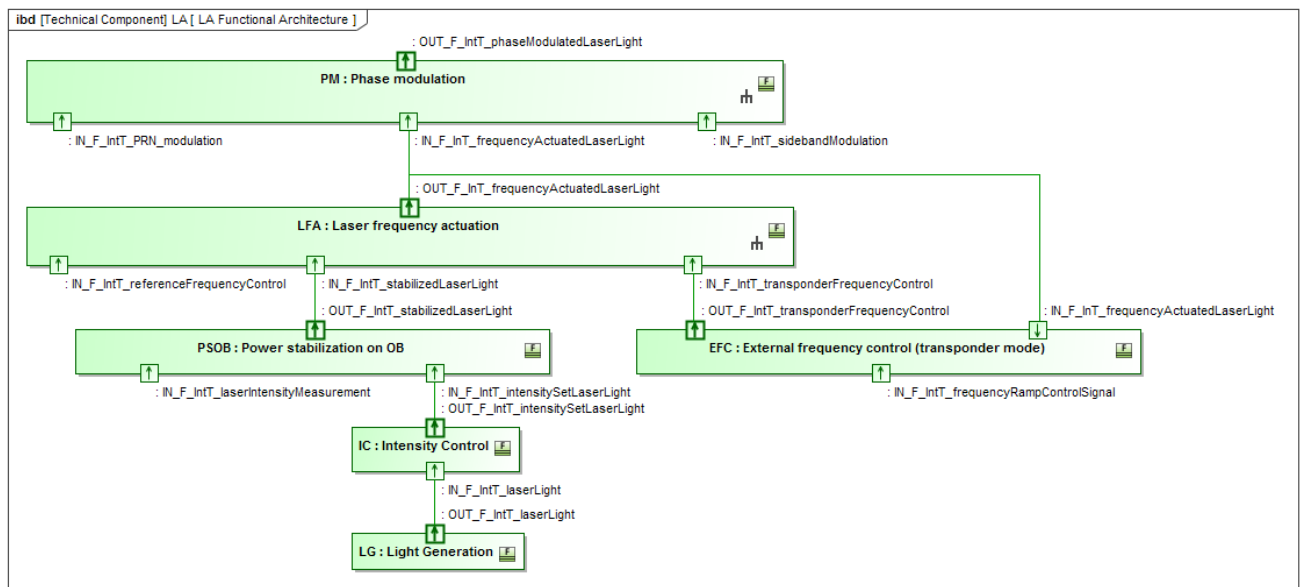 ibd [Technical Component] LA [ LA Functional Architecture ]
: OUT_F_IntT_phaseModulatedLaserLight
PM : Phase modulation
F
: IN_F_IntT_PRN_modulation
: IN_F_InT_frequencyActuatedLaserLight
: IN_F_IntT_sidebandModulation
: OUT_F_InT_frequencyActuatedLaserLight
LFA : Laser frequency actuation
F
: IN_F_IntT_referenceFrequencyControl
: IN_F_IntT_stabilizedLaserLight
: IN_F_IntT_transponderFrequencyControl
: OUT_F_IntT_stabilizedLaserLight
: OUT_F_IntT_transponderFrequencyControl
: IN_F_IntT_frequencyActuatedLaserLight
PSOB : Power stabilization on OB
F
EFC : External frequency control (transponder mode)
F
: IN_F_IntT_laserIntensityMeasurement
: IN_F_IntT_intensitySetLaserLight
: IN_F_IntT_frequencyRampControlSignal
: OUT_F_IntT_intensitySetLaserLight
IC : Intensity Control
F
: IN_F_IntT_laserLight
: OUT_F_IntT_laserLight
LG : Light Generation
F